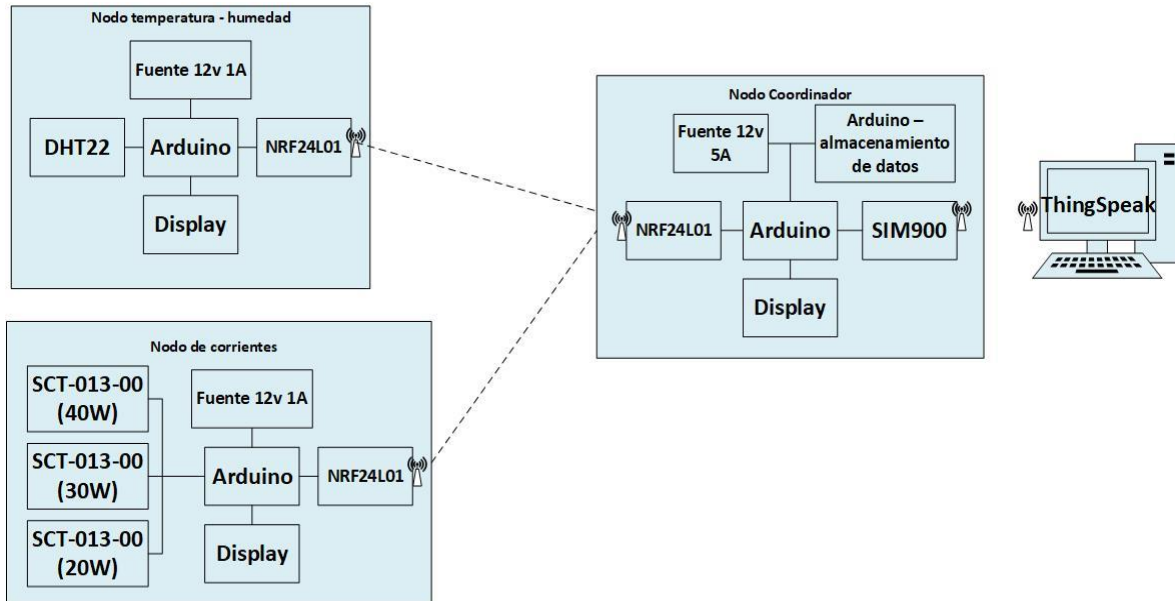 Nodo temperatura - humedad
Fuente 12v 1A
DHT22
Arduino
NRF24L01
Display
Nodo de corrientes
SCT-013-00
(40W)
SCT-013-00
(30W)
SCT-013-00
(20W)
Fuente 12v 1A
Arduino
NRF24L01
Display
Nodo Coordinador
Fuente 12v
5A
Arduino –
almacenamiento
de datos
NRF24L01
Arduino
SIM900
Display
ThingSpeak